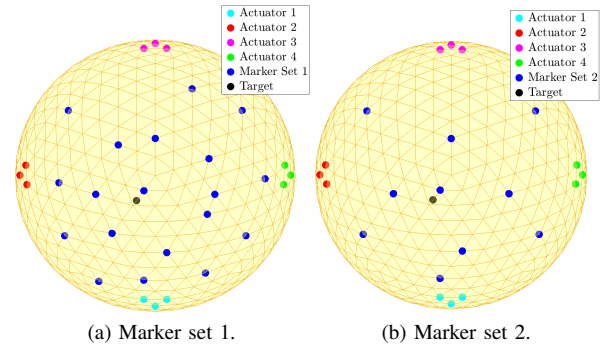 Actuator 1
Actuator 2
Actuator 3
Actuator 4
Marker Set 1
Target
Actuator 1
Actuator 2
Actuator 3
Actuator 4
Marker Set 2
Target
(a) Marker set 1.
(b) Marker set 2.